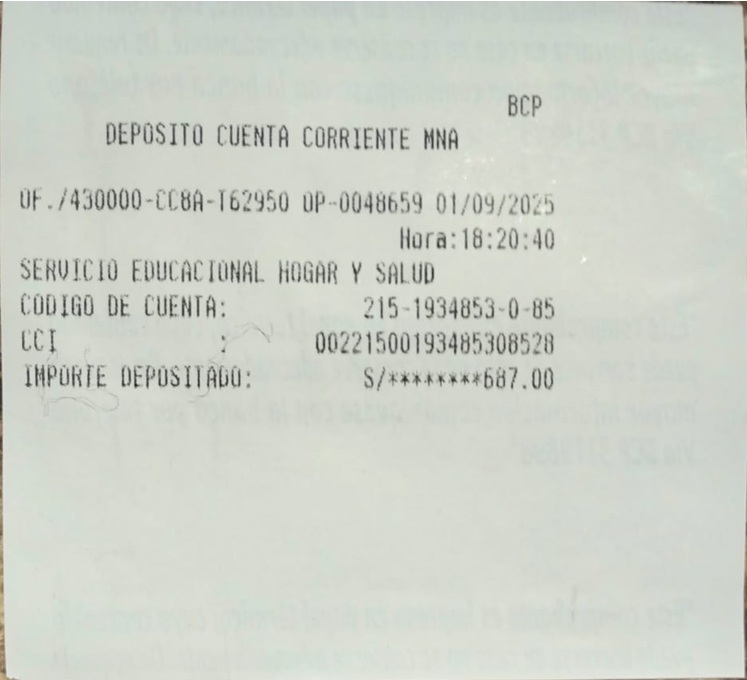 BCP
DEPOSITO CUENTA CORRIENTE MNA
OF./430000-CC8A-T62950 OP-0048659 01/09/2025
Hora:18:20:40
SERVICIO EDUCACIONAL HOGAR Y SALUD
CODIGO DE CUENTA: 215-1934853-0-85
CCI : 00221500193485308528
IMPORTE DEPOSITADO: S/********687.00